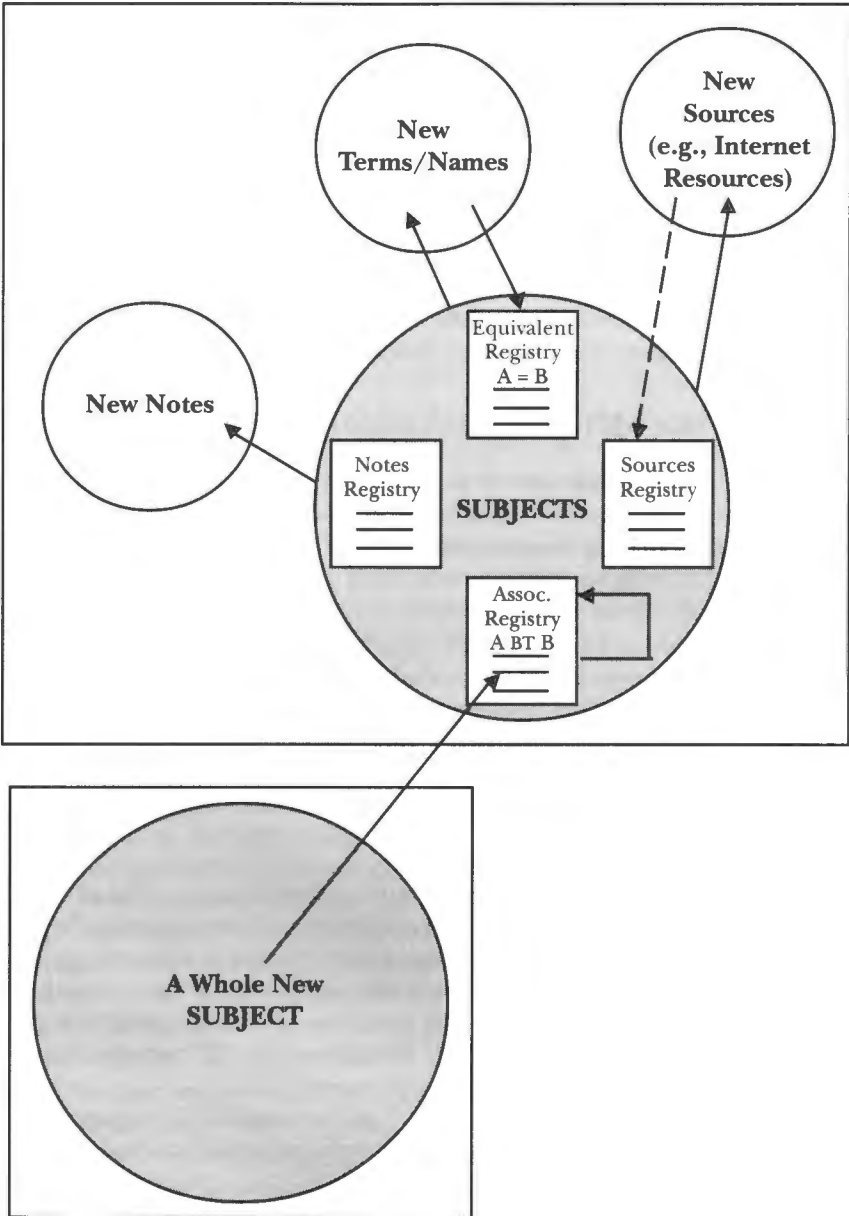 New
Terms/Names
New
Sources
(e.g., Internet
Resources)
New Notes
Equivalent
Registry
A = B
Notes
Registry
SUBJECTS
Sources
Registry
Assoc.
Registry
A BT B
A Whole New
SUBJECT